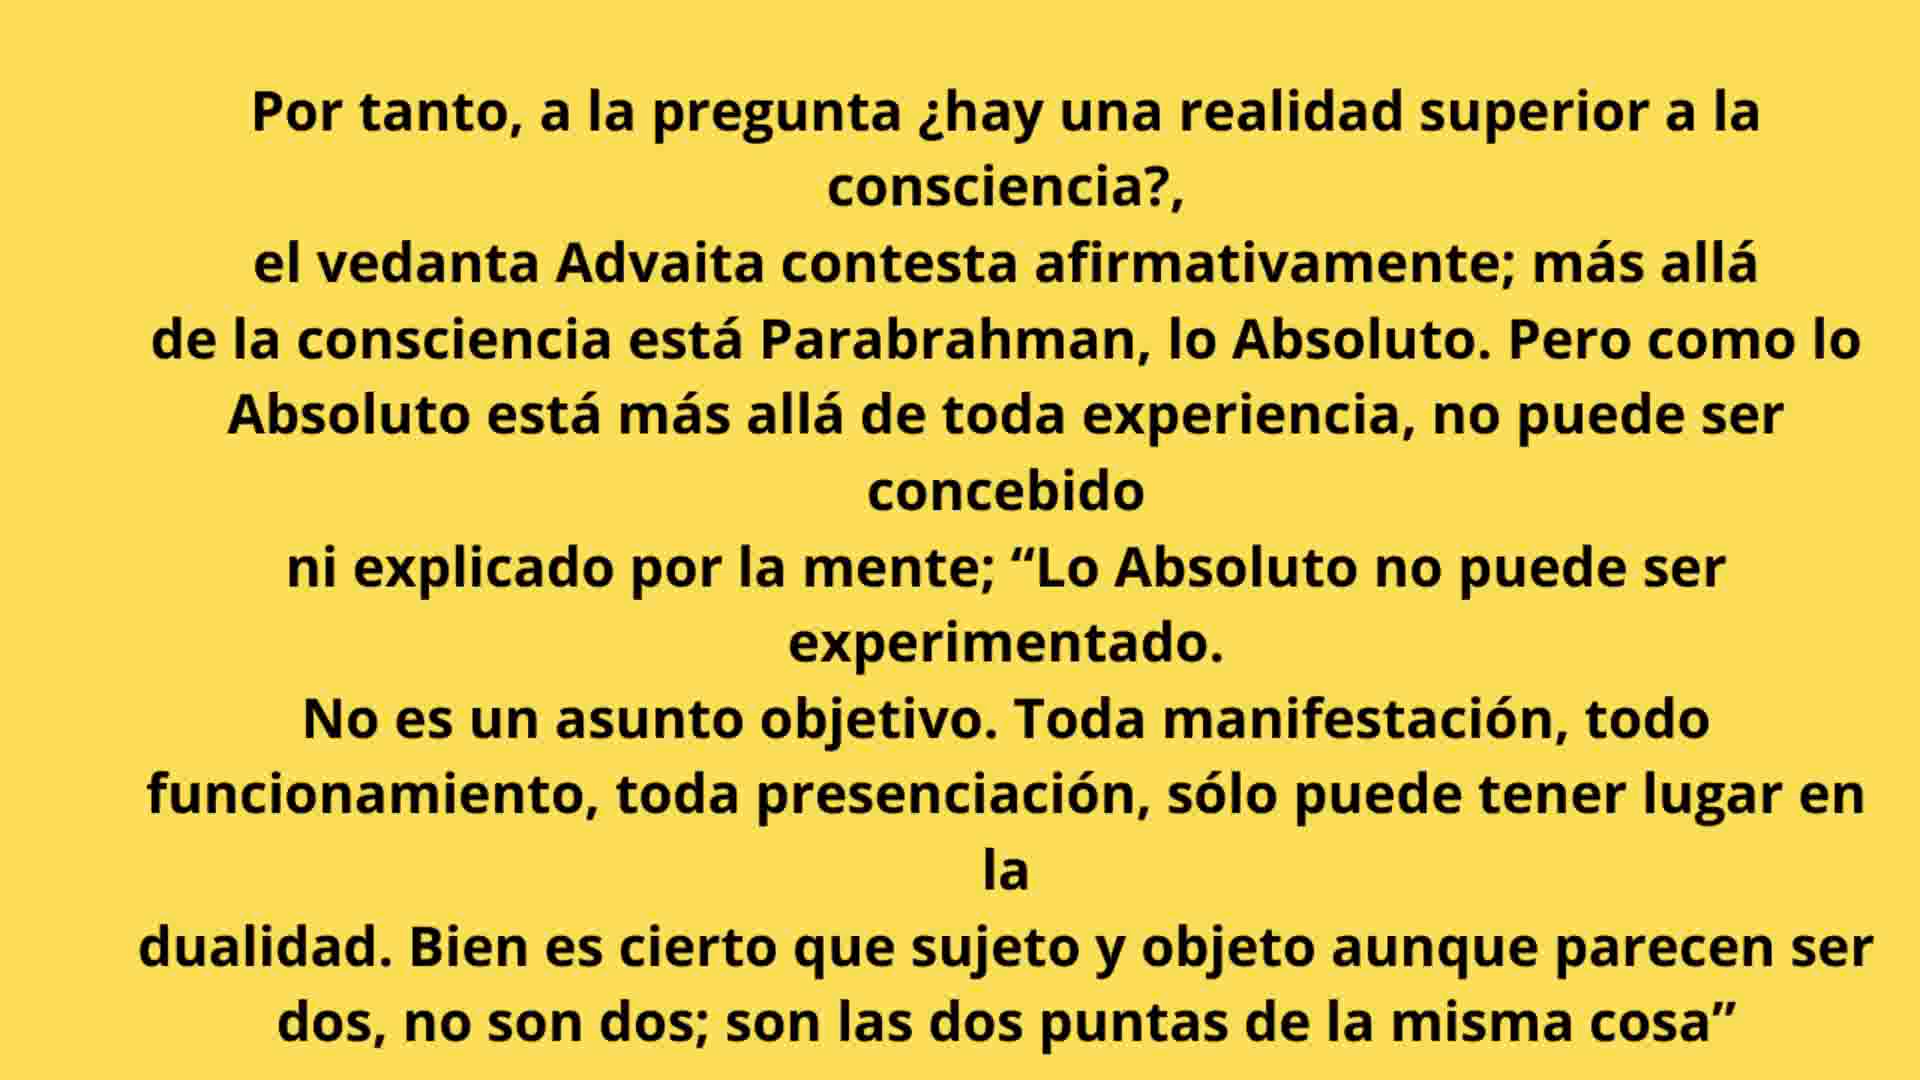 Por tanto, a la pregunta ¿hay una realidad superior a la
consciencia?,
el vedanta Advaita contesta afirmativamente; más allá
de la consciencia está Parabrahman, lo Absoluto. Pero como lo
Absoluto está más allá de toda experiencia, no puede ser
concebido
ni explicado por la mente; “Lo Absoluto no puede ser
experimentado.
No es un asunto objetivo. Toda manifestación, todo
funcionamiento, toda presenciación, sólo puede tener lugar en
la
dualidad. Bien es cierto que sujeto y objeto aunque parecen ser
dos, no son dos; son las dos puntas de la misma cosa”